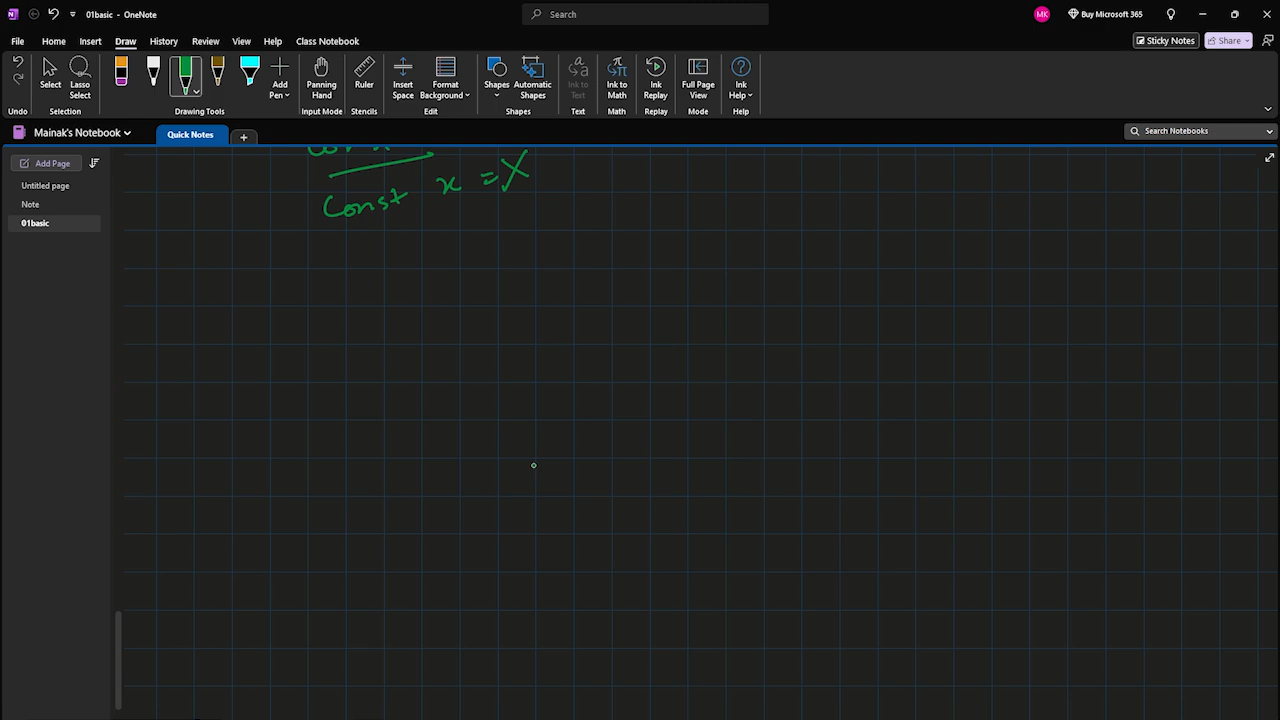 01basic - OneNote
Search
MK
Buy Microsoft 365
File Home Insert Draw History Review View Help Class Notebook
Sticky Notes
Share
Undo
Select
Lasso Select
Selection
Drawing Tools
Add Pen
Panning Hand
Input Mode
Ruler
Stencils
Insert Space
Format Background
Edit
Shapes
Automatic Shapes
Shapes
Ink to Text
Text
Ink to Math
Math
Ink Replay
Replay
Full Page View
Mode
Ink Help
Help
Mainak's Notebook
Quick Notes
Search Notebooks
Add Page
Untitled page
Note
01basic
Const x = X